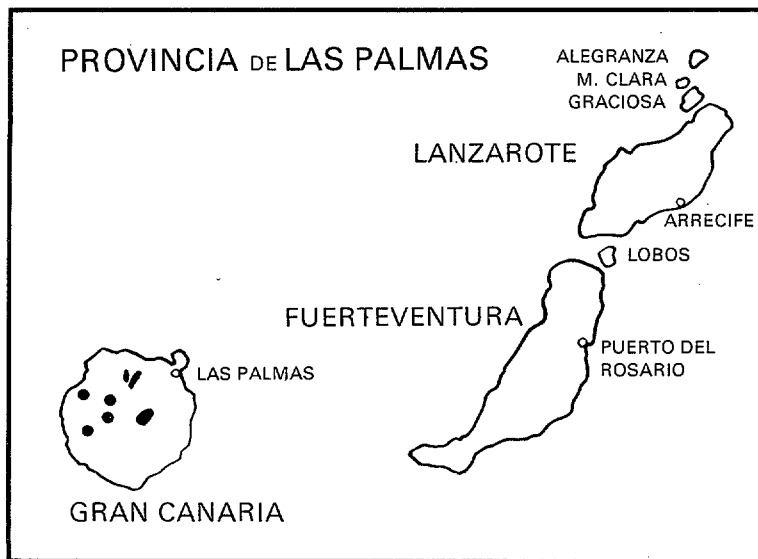 PROVINCIA DE LAS PALMAS
ALEGRANZA
M. CLARA
GRACIOSA
LANZAROTE
ARRECIFE
LOBOS
FUERTEVENTURA
PUERTO DEL
ROSARIO
LAS PALMAS
GRAN CANARIA